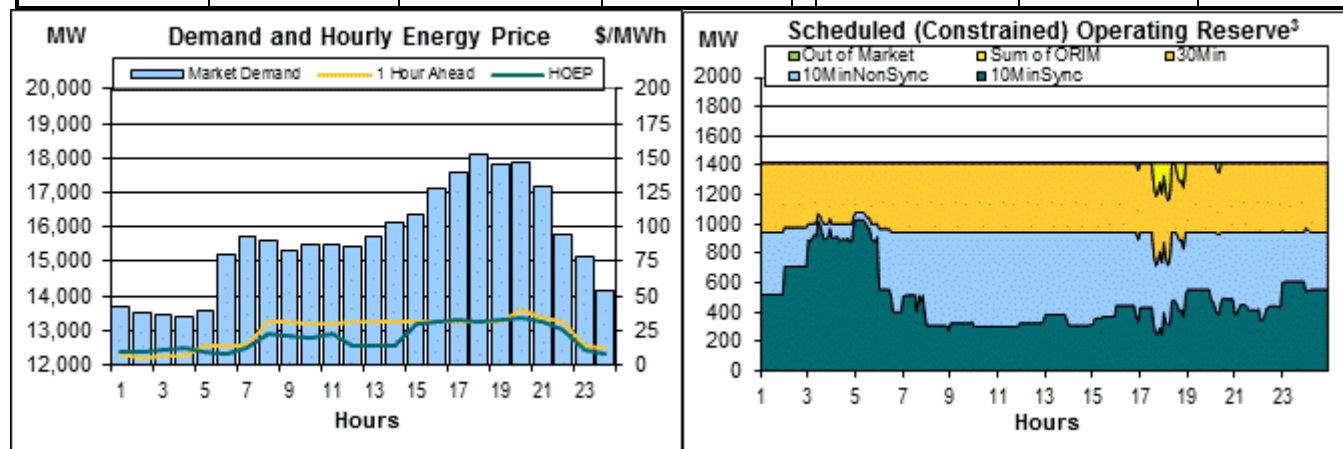 MW Demand and Hourly Energy Price $/MWh
Market Demand 1 Hour Ahead HOEP
20,000 200
19,000 175
18,000 150
17,000 125
16,000 100
15,000 75
14,000 50
13,000 25
12,000 0
1 3 5 7 9 11 13 15 17 19 21 23
Hours
Scheduled (Constrained) Operating Reserve³
MW
Out of Market Sum of ORIM 30Min
10MinNonSync 10MinSync
2000
1800
1600
1400
1200
1000
800
600
400
200
0
1 3 5 7 9 11 13 15 17 19 21 23
Hours